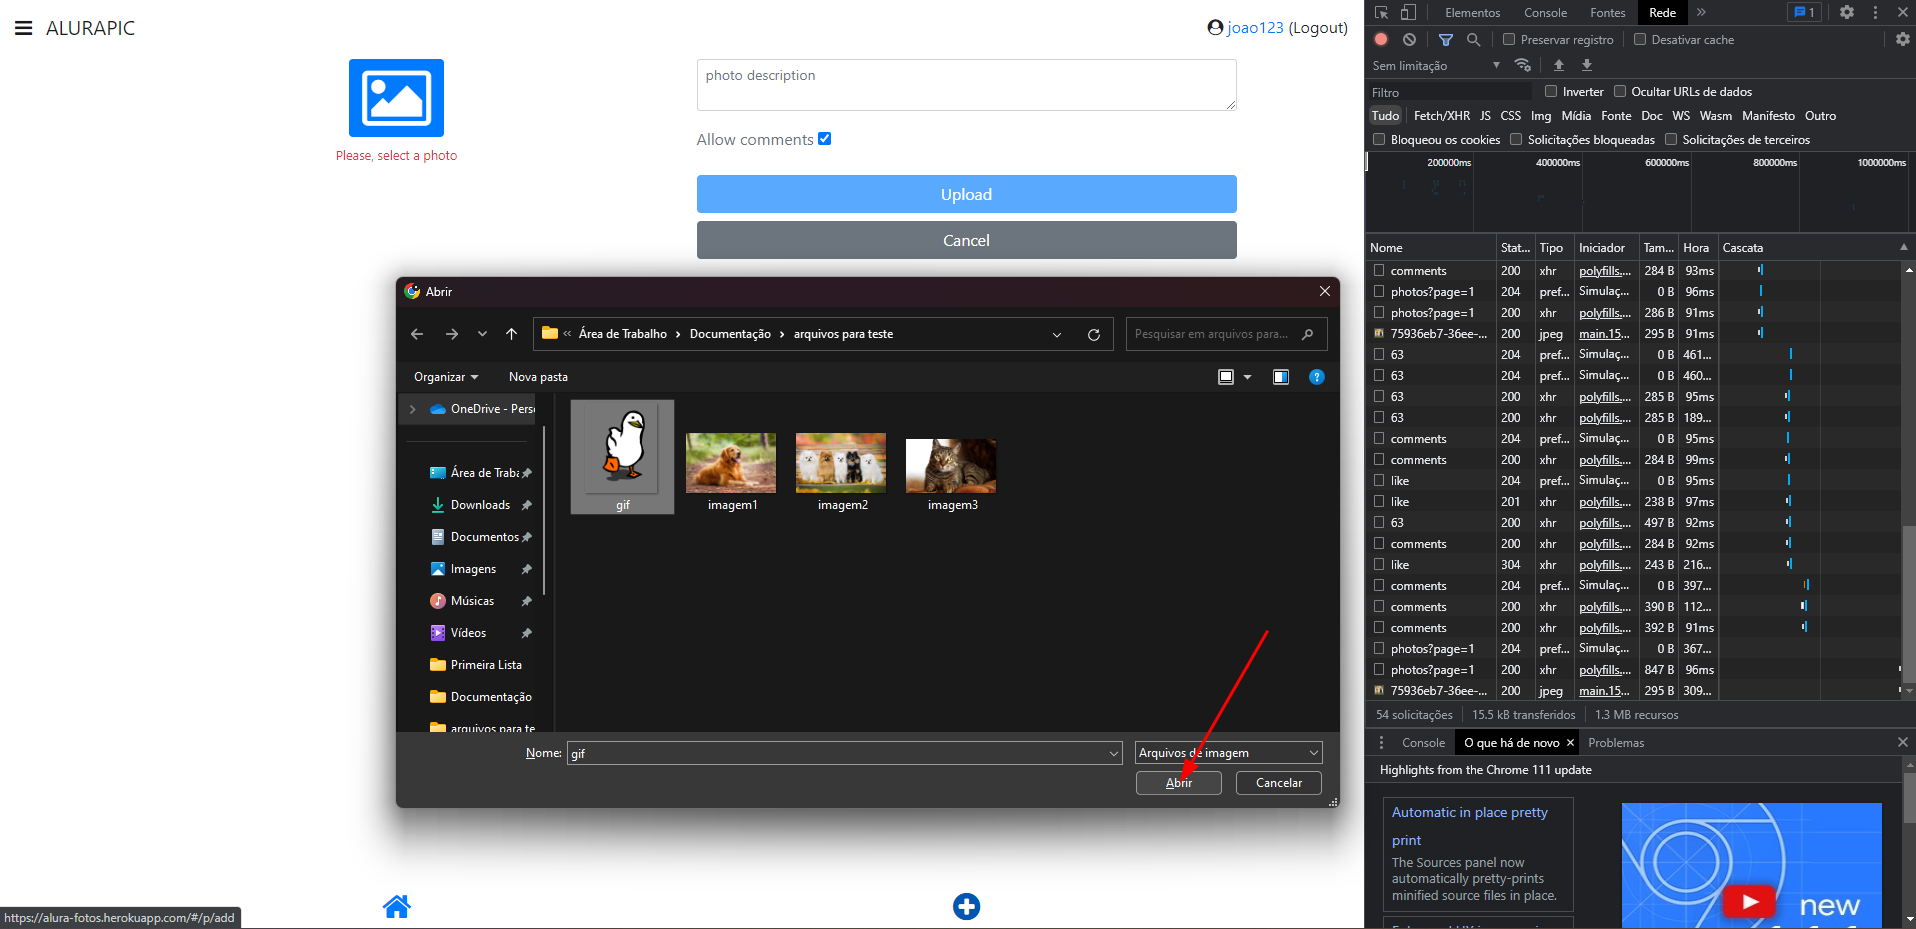 ALURAPIC
joao123 (Logout)
photo description
Please, select a photo
Allow comments
Upload
Cancel
Abrir
« Área de Trabalho > Documentação > arquivos para teste
Pesquisar em arquivos para...
Organizar
Nova pasta
OneDrive - Pers
Área de Traba
Downloads
Documentos
Imagens
Músicas
Vídeos
Primeira Lista
Documentação
arquivos para te
gif
imagem1
imagem2
imagem3
Nome: gif
Arquivos de imagem
Abrir
Cancelar
https://alura-fotos.herokuapp.com/#/p/add
Elementos Console Fontes Rede » 1
Preservar registro Desativar cache
Sem limitação
Filtro Inverter Ocultar URLs de dados
Tudo Fetch/XHR JS CSS Img Mídia Fonte Doc WS Wasm Manifesto Outro
Bloqueou os cookies Solicitações bloqueadas Solicitações de terceiros
200000ms 400000ms 600000ms 800000ms 1000000ms
Nome Stat... Tipo Iniciador Tam... Hora Cascata
comments 200 xhr polyfills.... 284 B 93ms
photos?page=1 204 pref... Simulaç... 0 B 96ms
photos?page=1 200 xhr polyfills.... 286 B 91ms
75936eb7-36ee-... 200 jpeg main.15... 295 B 91ms
63 204 pref... Simulaç... 0 B 461...
63 204 pref... Simulaç... 0 B 460...
63 200 xhr polyfills.... 285 B 95ms
63 200 xhr polyfills.... 285 B 189...
comments 204 pref... Simulaç... 0 B 95ms
comments 200 xhr polyfills.... 284 B 99ms
like 204 pref... Simulaç... 0 B 95ms
like 201 xhr polyfills.... 238 B 97ms
63 200 xhr polyfills.... 497 B 92ms
comments 200 xhr polyfills.... 284 B 92ms
like 304 xhr polyfills.... 243 B 216...
comments 204 pref... Simulaç... 0 B 397...
comments 200 xhr polyfills.... 390 B 112...
comments 200 xhr polyfills.... 392 B 91ms
photos?page=1 204 pref... Simulaç... 0 B 367...
photos?page=1 200 xhr polyfills.... 847 B 96ms
75936eb7-36ee-... 200 jpeg main.15... 295 B 309...
54 solicitações 15.5 kB transferidos 1.3 MB recursos
Console O que há de novo × Problemas
Highlights from the Chrome 111 update
Automatic in place pretty
print
The Sources panel now
automatically pretty-prints
minified source files in place.
new